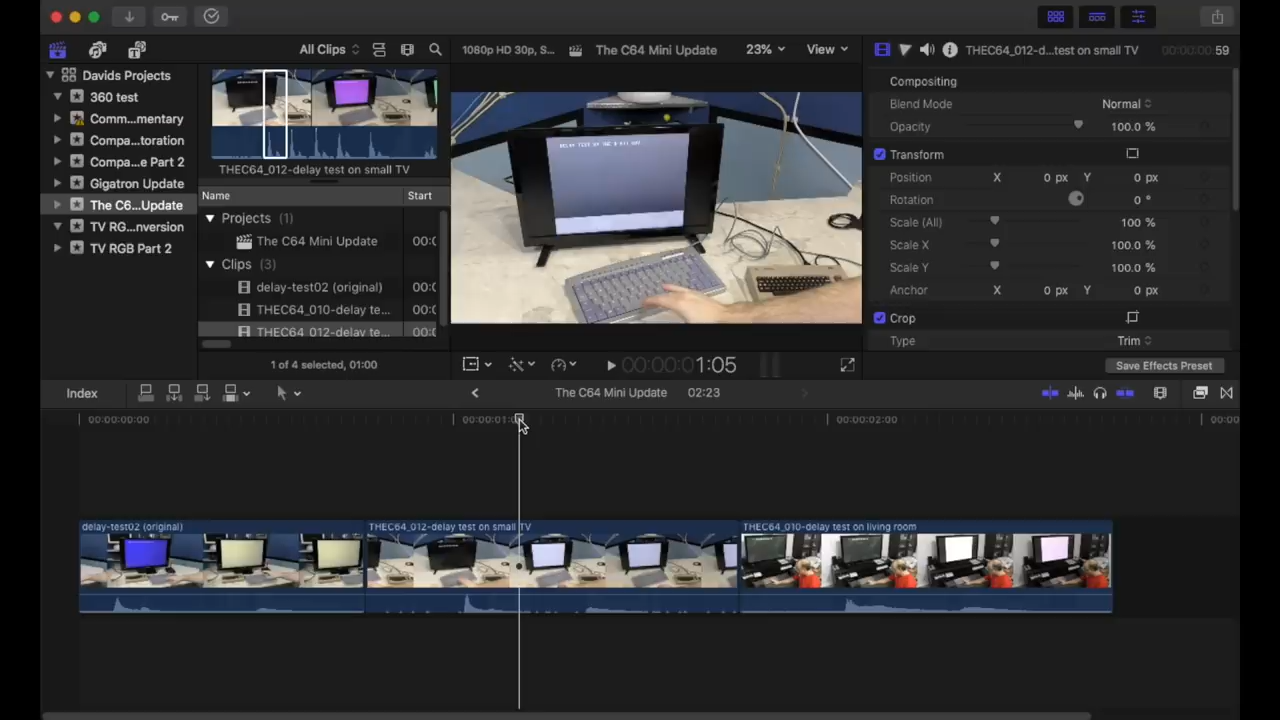 All Clips
1080p HD 30p, S...
The C64 Mini Update
23%
View
THEC64_012-d...test on small TV
00:00:00:59
Davids Projects
360 test
Comm...mentary
Compa...toration
Compa...e Part 2
Gigatron Update
The C6...Update
TV RG...nversion
TV RGB Part 2
THEC64_012-delay test on small TV
Name
Start
Projects (1)
The C64 Mini Update
00:0
Clips (3)
delay-test02 (original)
00:0
THEC64_010-delay te...
00:0
THEC64_012-delay te...
00:0
1 of 4 selected, 01:00
00:00:00:1:05
Compositing
Blend Mode
Normal
Opacity
100.0 %
Transform
Position
X
0 px
Y
0 px
Rotation
0 °
Scale (All)
100 %
Scale X
100.0 %
Scale Y
100.0 %
Anchor
X
0 px
Y
0 px
Crop
Type
Trim
Save Effects Preset
Index
The C64 Mini Update
02:23
00:00:00:00
00:00:01:0
00:00:02:00
00:00
delay-test02 (original)
THEC64_012-delay test on small TV
THEC64_010-delay test on living room